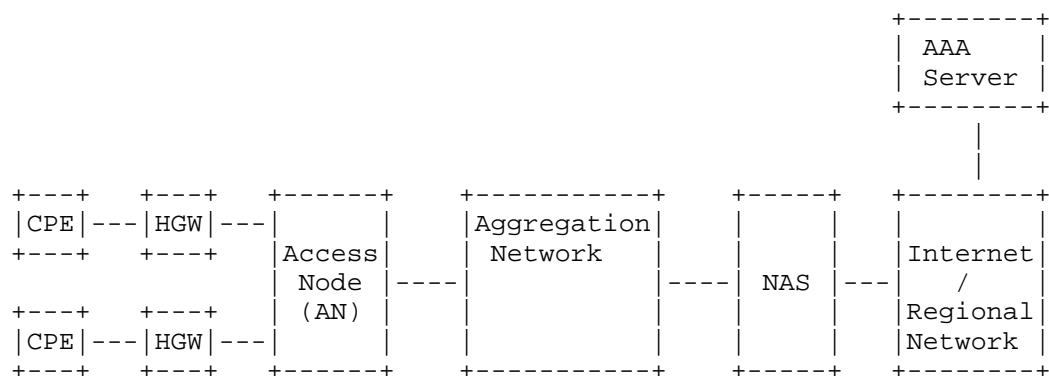 AAA
Server
CPE HGW Aggregation
Access Network Internet
Node NAS /
(AN) Regional
CPE HGW Network